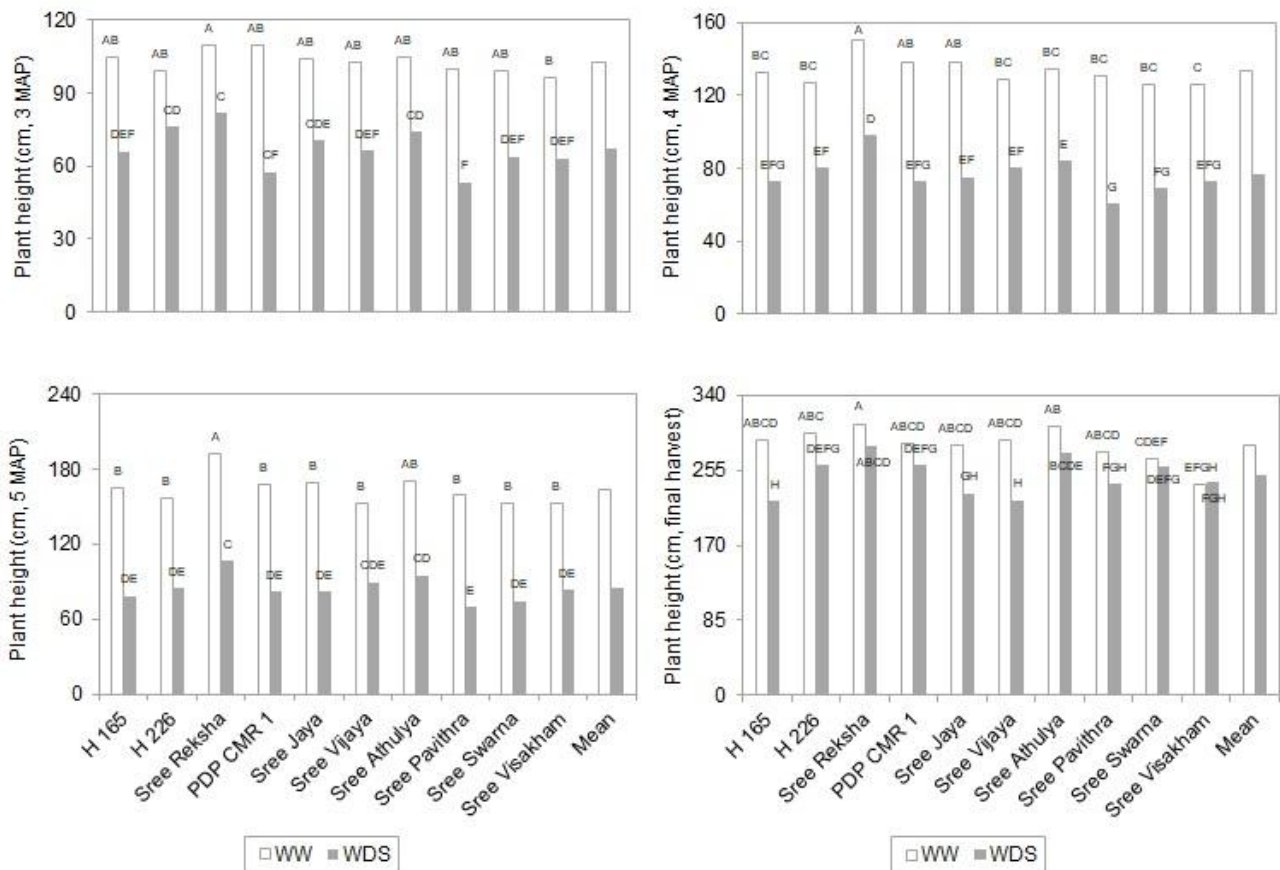 Plant height (cm, 3 MAP)
120
90
60
30
0
AB AB A AB AB AB AB AB AB B
DEF CD C CF CDE DEF CD F DEF DEF
Plant height (cm, 4 MAP)
160
120
80
40
0
BC BC A AB AB BC BC BC BC C
EFG EF D EFG EF EF E G FG EFG
Plant height (cm, 5 MAP)
240
180
120
60
0
B B A B B B AB B B B
DE DE C DE DE CDE CD E DE DE
H 165
H 226
Sree Reksha
PDP CMR 1
Sree Jaya
Sree Vijaya
Sree Athulya
Sree Pavithra
Sree Swarna
Sree Visakham
Mean
WW WDS
Plant height (cm, final harvest)
340
255
170
85
0
ABCD ABC A ABCD ABCD ABCD AB ABCD CDEF EFGH
H DEFG ABCD DEFG GH H BCDE FGH DEFG FGH
H 165
H 226
Sree Reksha
PDP CMR 1
Sree Jaya
Sree Vijaya
Sree Athulya
Sree Pavithra
Sree Swarna
Sree Visakham
Mean
WW WDS